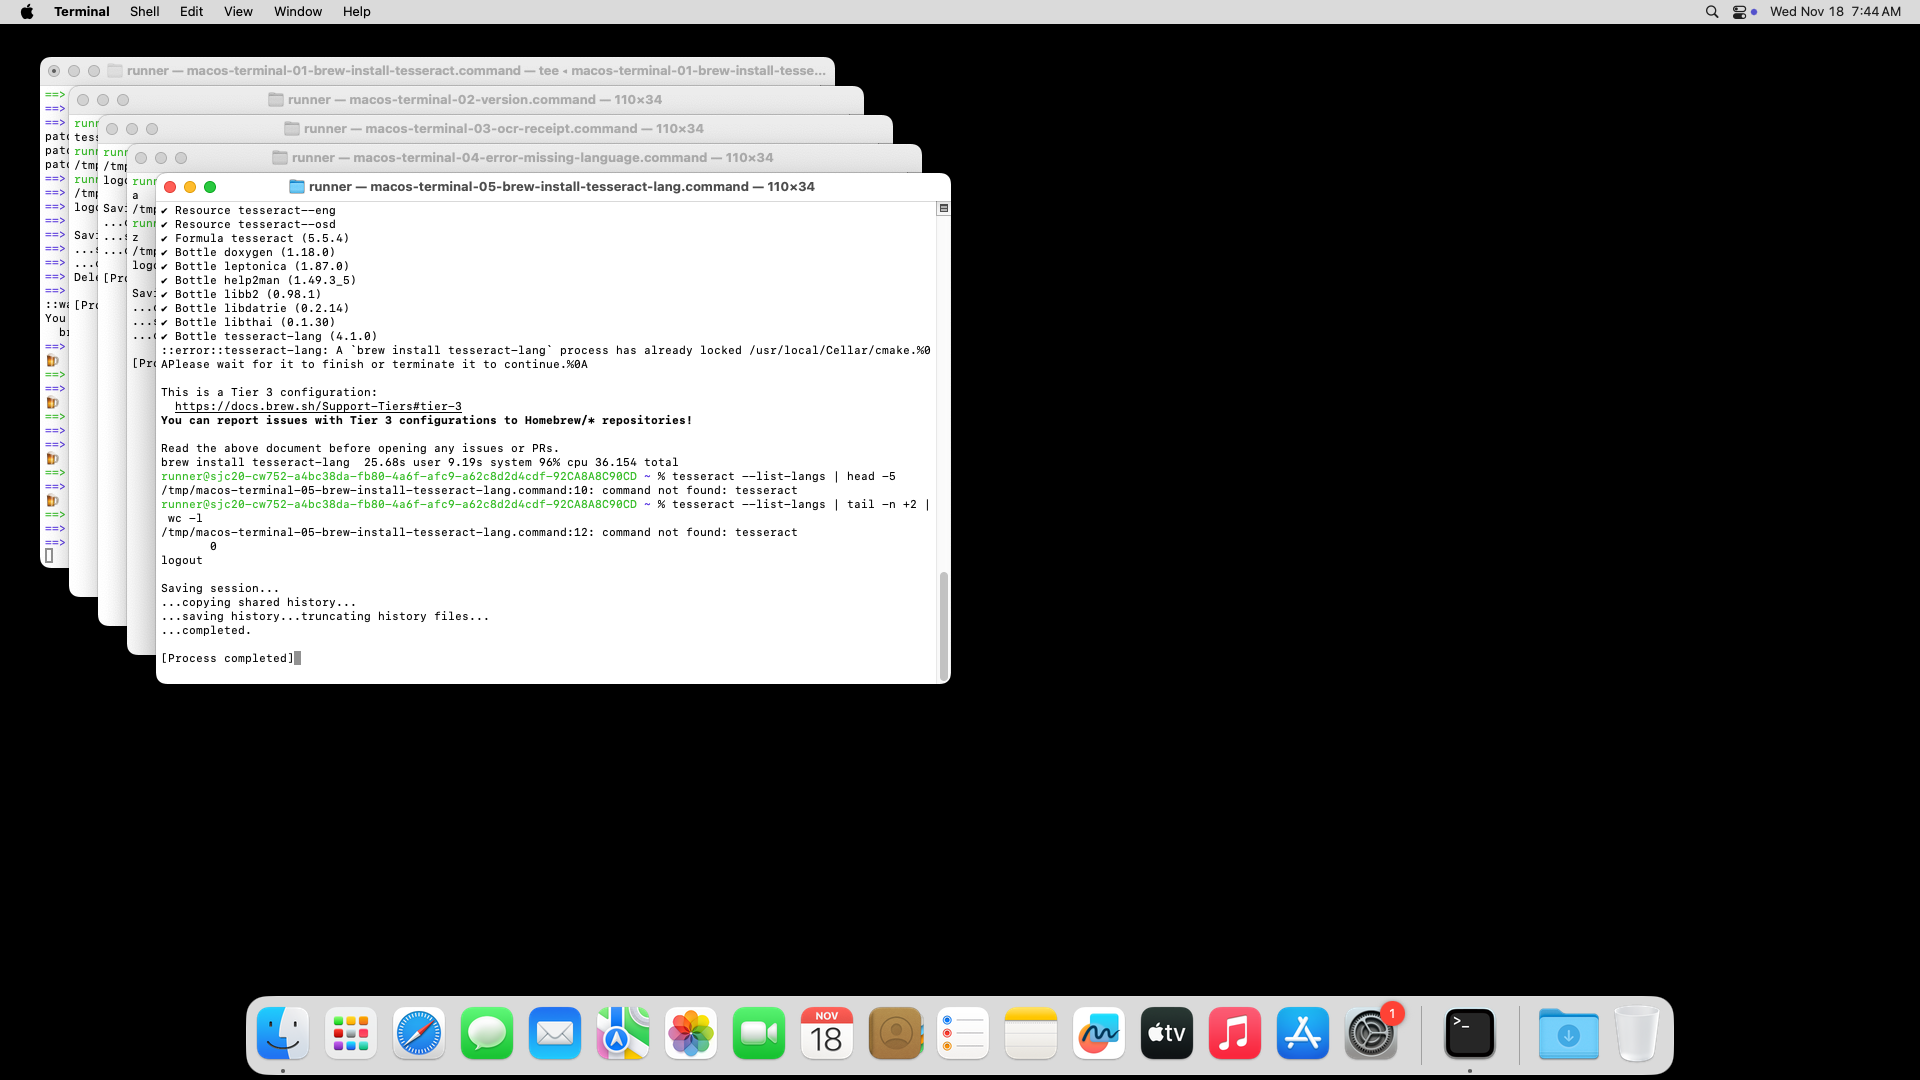 Terminal Shell Edit View Window Help Wed Nov 18 7:44 AM
runner — macos-terminal-01-brew-install-tesseract.command — tee ◂ macos-terminal-01-brew-install-tesse...
runner — macos-terminal-02-version.command — 110×34
runner — macos-terminal-03-ocr-receipt.command — 110×34
runner — macos-terminal-04-error-missing-language.command — 110×34
runner — macos-terminal-05-brew-install-tesseract-lang.command — 110×34
✔ Resource tesseract--eng
✔ Resource tesseract--osd
✔ Formula tesseract (5.5.4)
✔ Bottle doxygen (1.18.0)
✔ Bottle leptonica (1.87.0)
✔ Bottle help2man (1.49.3_5)
✔ Bottle libb2 (0.98.1)
✔ Bottle libdatrie (0.2.14)
✔ Bottle libthai (0.1.30)
✔ Bottle tesseract-lang (4.1.0)
::error::tesseract-lang: A `brew install tesseract-lang` process has already locked /usr/local/Cellar/cmake.%0
APlease wait for it to finish or terminate it to continue.%0A
This is a Tier 3 configuration:
https://docs.brew.sh/Support-Tiers#tier-3
You can report issues with Tier 3 configurations to Homebrew/* repositories!
Read the above document before opening any issues or PRs.
brew install tesseract-lang  25.68s user 9.19s system 96% cpu 36.154 total
runner@sjc20-cw752-a4bc38da-fb80-4a6f-afc9-a62c8d2d4cdf-92CA8A8C90CD ~ % tesseract --list-langs | head -5
/tmp/macos-terminal-05-brew-install-tesseract-lang.command:10: command not found: tesseract
runner@sjc20-cw752-a4bc38da-fb80-4a6f-afc9-a62c8d2d4cdf-92CA8A8C90CD ~ % tesseract --list-langs | tail -n +2 |
wc -l
/tmp/macos-terminal-05-brew-install-tesseract-lang.command:12: command not found: tesseract
0
logout
Saving session...
...copying shared history...
...saving history...truncating history files...
...completed.
[Process completed]
NOV
18
tv
1
>_